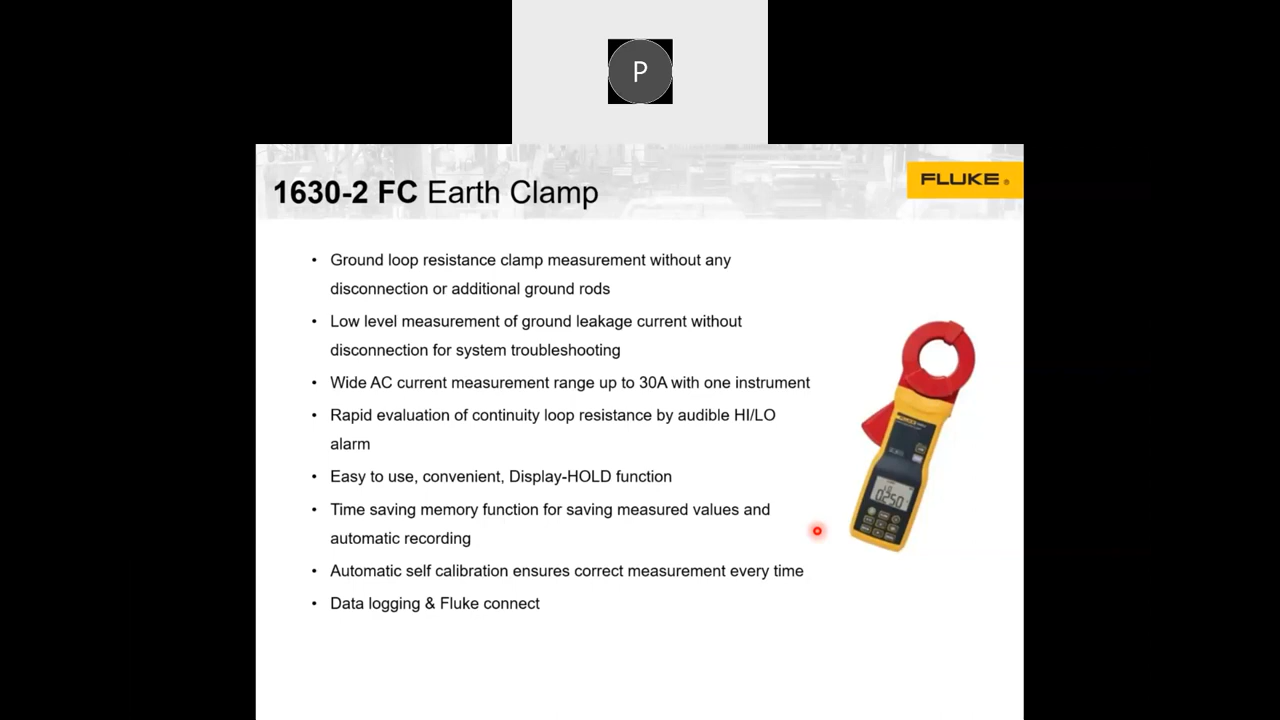 P
1630-2 FC Earth Clamp
FLUKE ®
• Ground loop resistance clamp measurement without any
disconnection or additional ground rods
• Low level measurement of ground leakage current without
disconnection for system troubleshooting
• Wide AC current measurement range up to 30A with one instrument
• Rapid evaluation of continuity loop resistance by audible HI/LO
alarm
• Easy to use, convenient, Display-HOLD function
• Time saving memory function for saving measured values and
automatic recording
• Automatic self calibration ensures correct measurement every time
• Data logging & Fluke connect